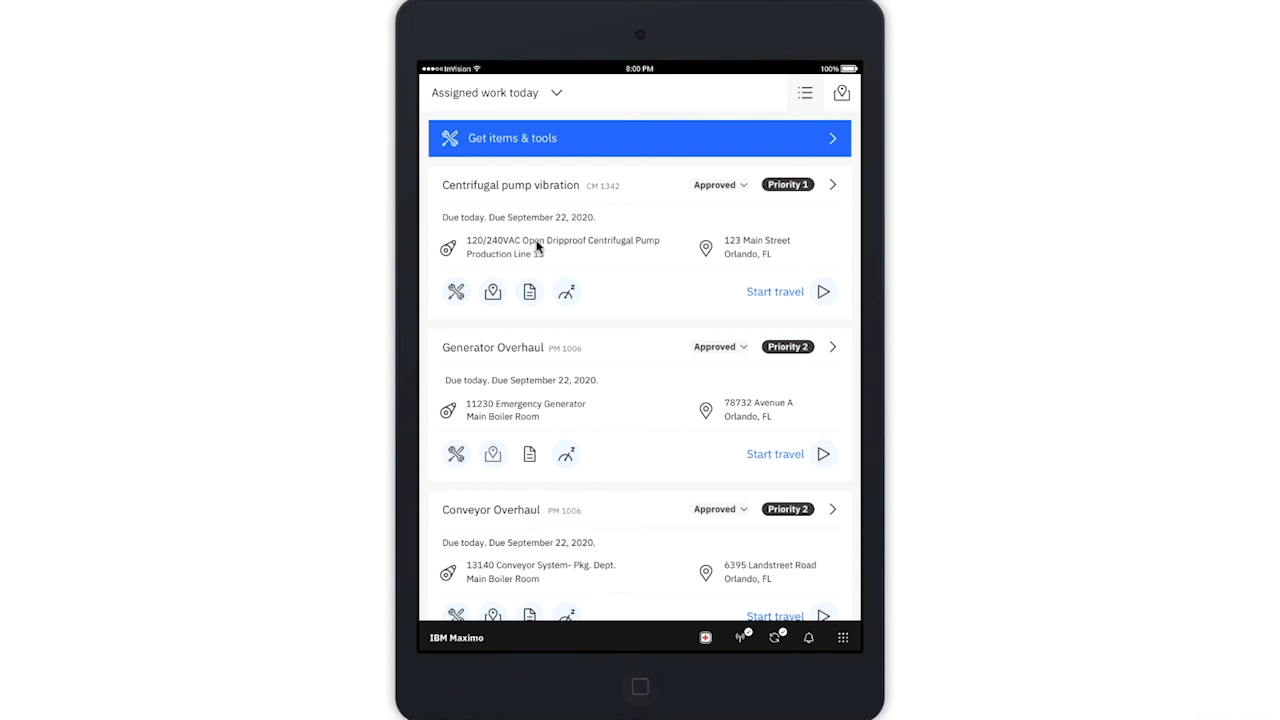 InVision
8:00 PM
100%
Assigned work today
Get items & tools
Centrifugal pump vibration CM 1342
Approved
Priority 1
Due today. Due September 22, 2020.
120/240VAC Open Dripproof Centrifugal Pump
Production Line 13
123 Main Street
Orlando, FL
Start travel
Generator Overhaul PM 1006
Approved
Priority 2
Due today. Due September 22, 2020.
11230 Emergency Generator
Main Boiler Room
78732 Avenue A
Orlando, FL
Start travel
Conveyor Overhaul PM 1006
Approved
Priority 2
Due today. Due September 22, 2020.
13140 Conveyor System- Pkg. Dept.
Main Boiler Room
6395 Landstreet Road
Orlando, FL
Start travel
IBM Maximo